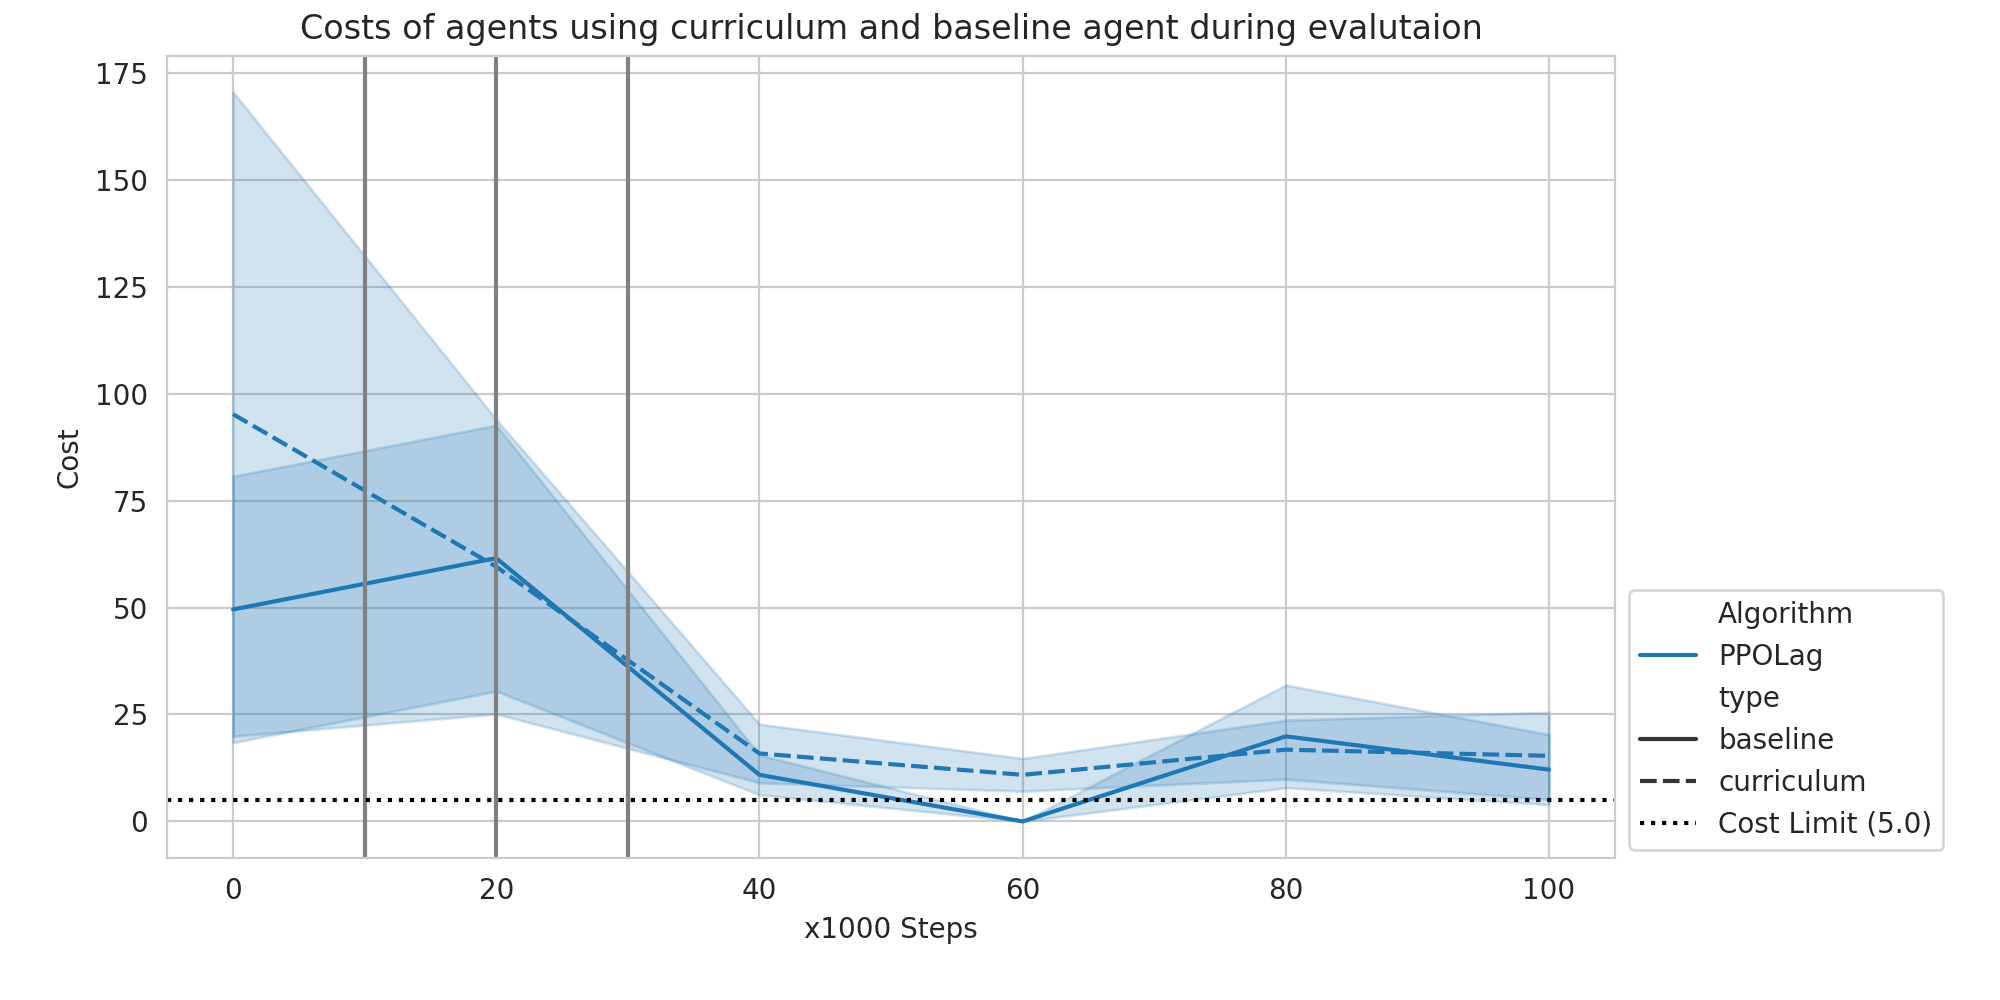 Costs of agents using curriculum and baseline agent during evalutaion
175
150
125
100
75
50
25
0
Cost
0 20 40 60 80 100
x1000 Steps
Algorithm
PPOLag
type
baseline
curriculum
Cost Limit (5.0)